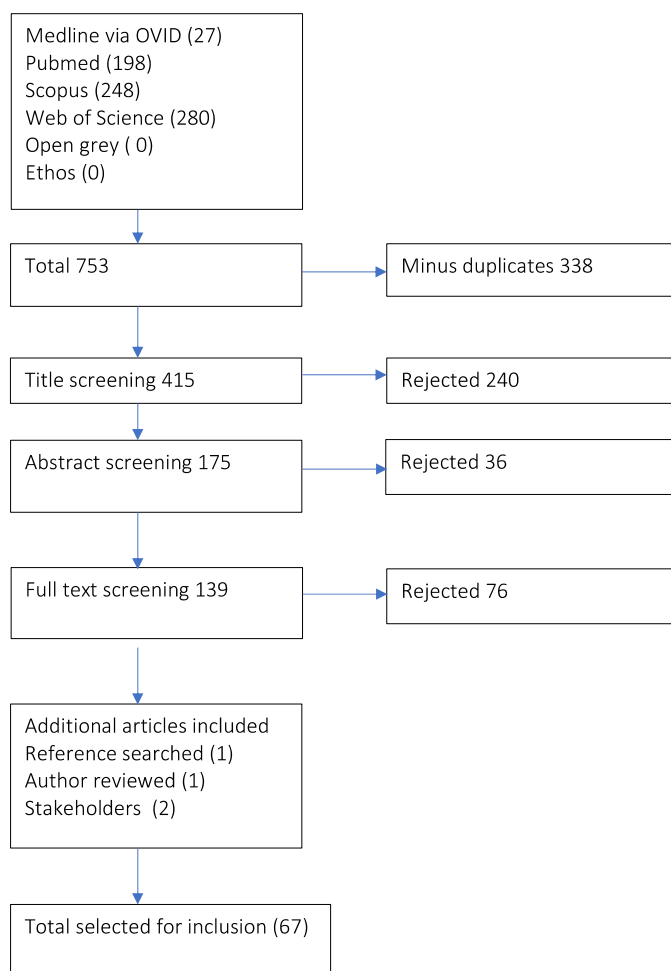 Medline via OVID (27)
Pubmed (198)
Scopus (248)
Web of Science (280)
Open grey ( 0)
Ethos (0)
Total 753
Minus duplicates 338
Title screening 415
Rejected 240
Abstract screening 175
Rejected 36
Full text screening 139
Rejected 76
Additional articles included
Reference searched (1)
Author reviewed (1)
Stakeholders  (2)
Total selected for inclusion (67)